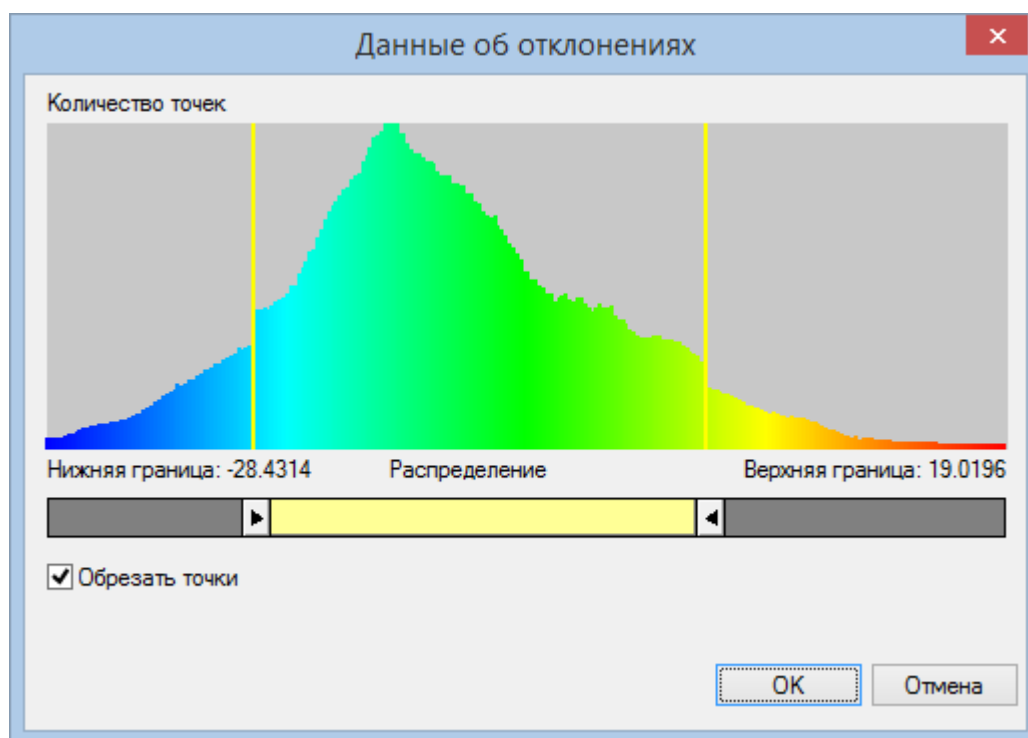 Данные об отклонениях
Количество точек
Нижняя граница: -28.4314 Распределение Верхняя граница: 19.0196
Обрезать точки
OK Отмена